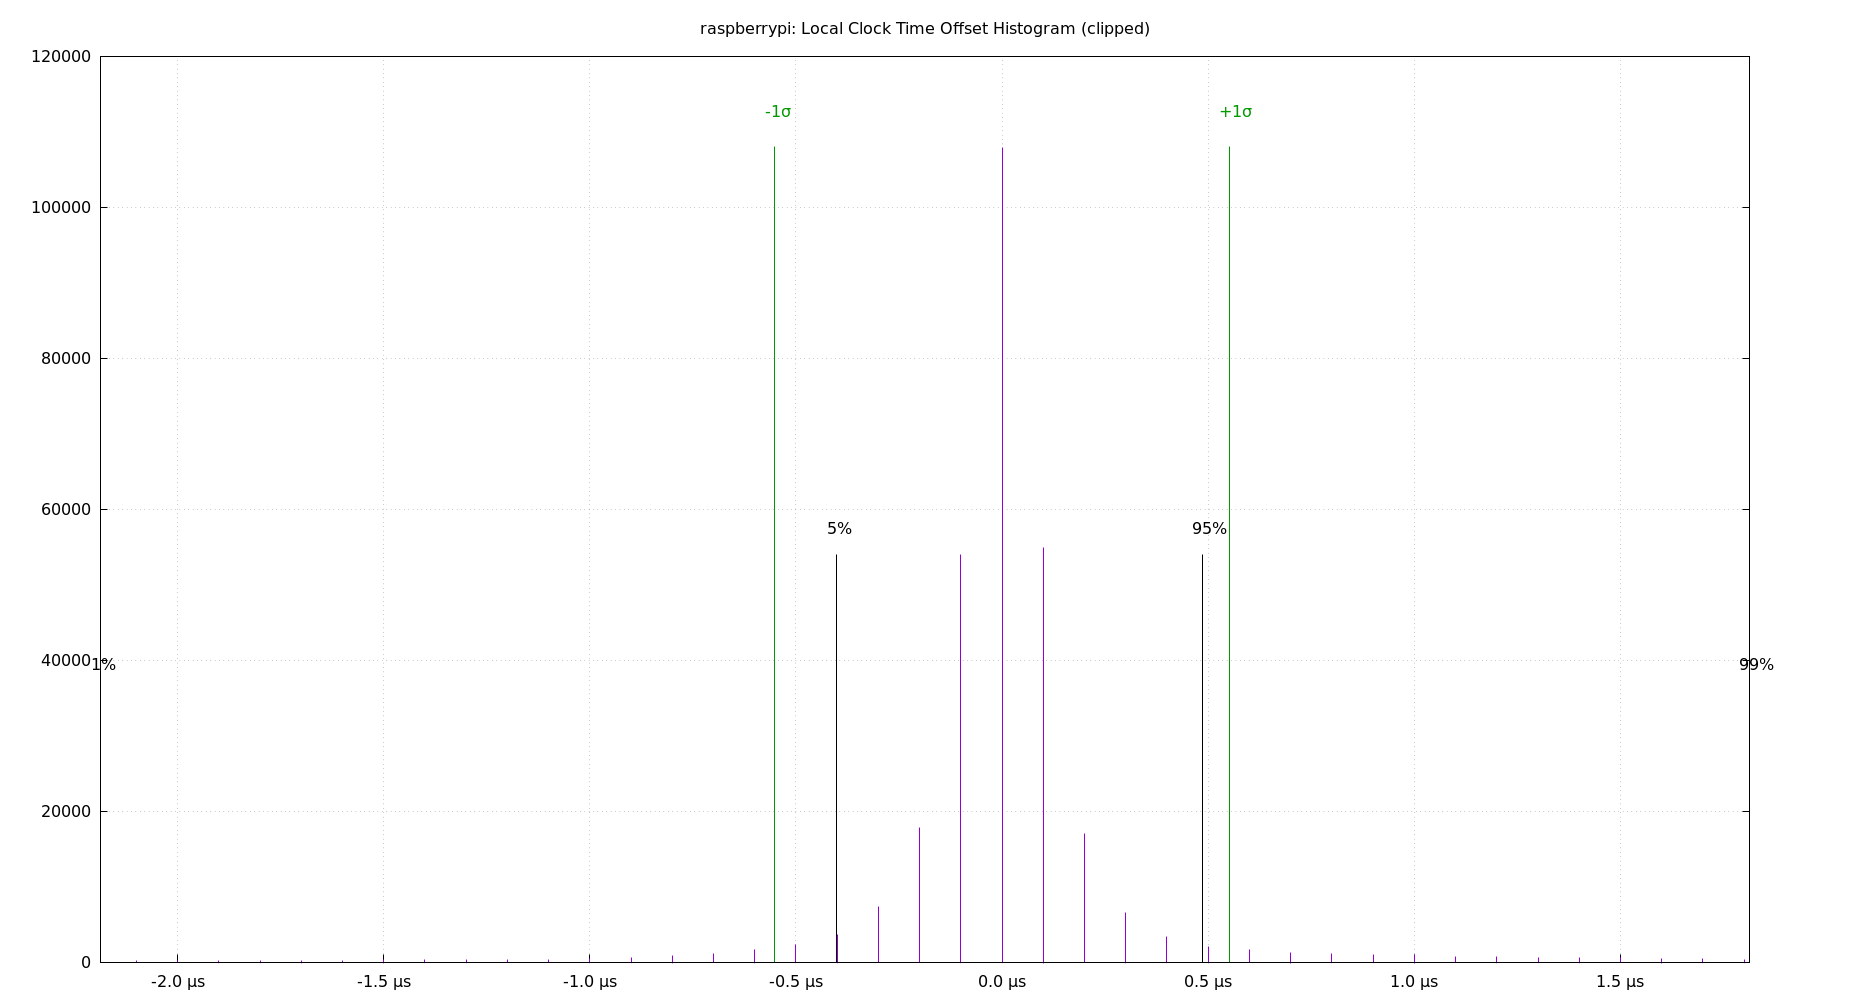 raspberrypi: Local Clock Time Offset Histogram (clipped)
120000
-1σ +1σ
100000
80000
60000
5% 95%
40000 1% 99%
20000
0
-2.0 µs -1.5 µs -1.0 µs -0.5 µs 0.0 µs 0.5 µs 1.0 µs 1.5 µs